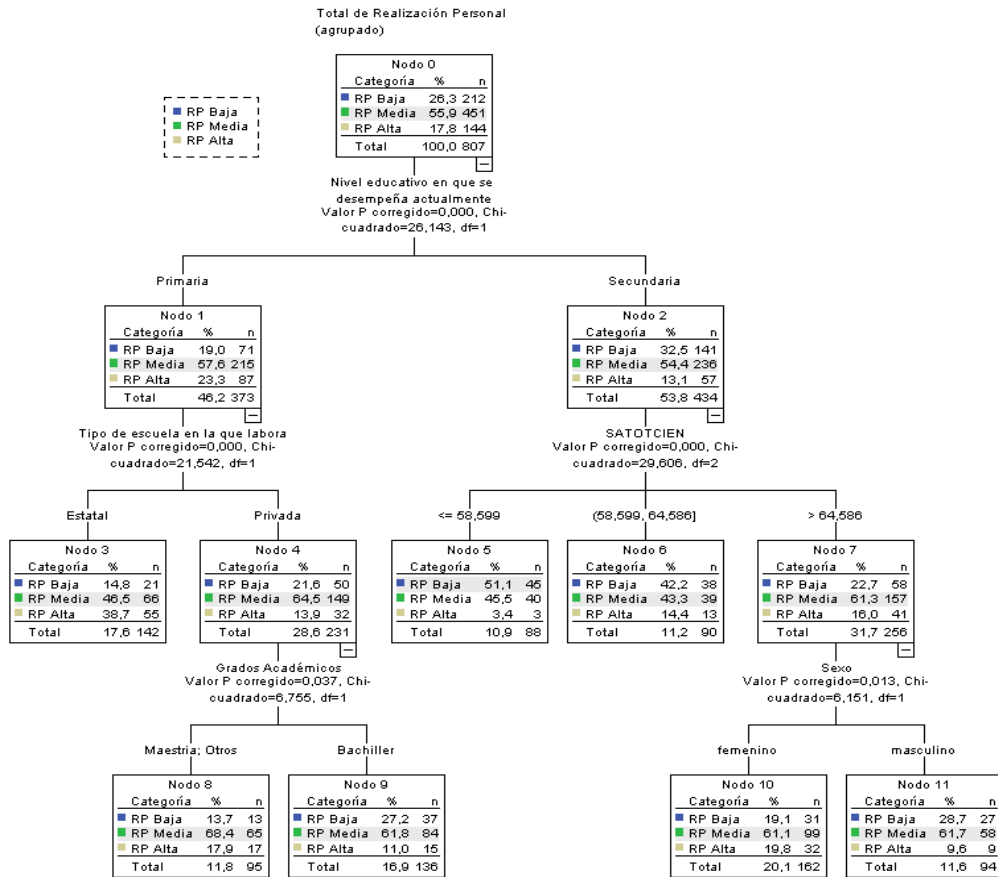 Total de Realización Personal
(agrupado)
RP Baja
RP Media
RP Alta
Nodo 0
Categoría % n
RP Baja 26,3 212
RP Media 55,9 451
RP Alta 17,8 144
Total 100,0 807
Nivel educativo en que se
desempeña actualmente
Valor P corregido=0,000, Chi-
cuadrado=26,143, df=1
Primaria
Secundaria
Nodo 1
Categoría % n
RP Baja 19,0 71
RP Media 57,6 215
RP Alta 23,3 87
Total 46,2 373
Nodo 2
Categoría % n
RP Baja 32,5 141
RP Media 54,4 236
RP Alta 13,1 57
Total 53,8 434
Tipo de escuela en la que labora
Valor P corregido=0,000, Chi-
cuadrado=21,542, df=1
SATOTCIEN
Valor P corregido=0,000, Chi-
cuadrado=29,606, df=2
Estatal
Privada
<= 58,599
(58,599, 64,586]
> 64,586
Nodo 3
Categoría % n
RP Baja 14,8 21
RP Media 46,5 66
RP Alta 38,7 55
Total 17,6 142
Nodo 4
Categoría % n
RP Baja 21,6 50
RP Media 64,5 149
RP Alta 13,9 32
Total 28,6 231
Nodo 5
Categoría % n
RP Baja 51,1 45
RP Media 45,5 40
RP Alta 3,4 3
Total 10,9 88
Nodo 6
Categoría % n
RP Baja 42,2 38
RP Media 43,3 39
RP Alta 14,4 13
Total 11,2 90
Nodo 7
Categoría % n
RP Baja 22,7 58
RP Media 61,3 157
RP Alta 16,0 41
Total 31,7 256
Grados Académicos
Valor P corregido=0,037, Chi-
cuadrado=6,755, df=1
Sexo
Valor P corregido=0,013, Chi-
cuadrado=6,151, df=1
Maestria; Otros
Bachiller
femenino
masculino
Nodo 8
Categoría % n
RP Baja 13,7 13
RP Media 68,4 65
RP Alta 17,9 17
Total 11,8 95
Nodo 9
Categoría % n
RP Baja 27,2 37
RP Media 61,8 84
RP Alta 11,0 15
Total 16,9 136
Nodo 10
Categoría % n
RP Baja 19,1 31
RP Media 61,1 99
RP Alta 19,8 32
Total 20,1 162
Nodo 11
Categoría % n
RP Baja 28,7 27
RP Media 61,7 58
RP Alta 9,6 9
Total 11,6 94